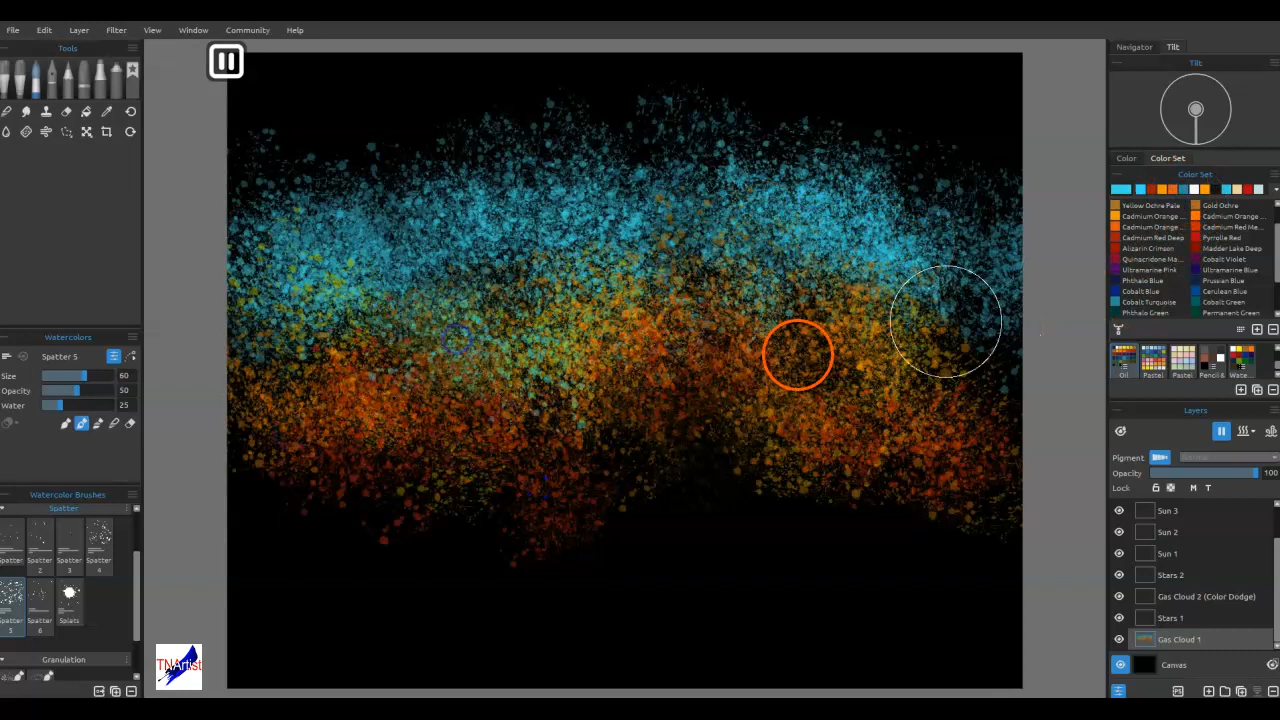 File Edit Layer Filter View Window Community Help
Tools
Navigator Tilt
Tilt
Color Color Set
Color Set
Yellow Ochre Pale Gold Ochre
Cadmium Orange ... Cadmium Orange ...
Cadmium Orange ... Cadmium Red Me...
Cadmium Red Deep Pyrrolle Red
Alizarin Crimson Madder Lake Deep
Quinacridone Ma... Cobalt Violet
Ultramarine Pink Ultramarine Blue
Phthalo Blue Prussian Blue
Cobalt Blue Cerulean Blue
Cobalt Turquoise Cobalt Green
Phthalo Green Permanent Green
Oil Pastel Pastel Pencil & Wate...
Watercolors
Spatter 5
Size 60
Opacity 50
Water 25
Layers
Pigment
Opacity 100
Lock M T
Sun 3
Sun 2
Sun 1
Stars 2
Gas Cloud 2 (Color Dodge)
Stars 1
Gas Cloud 1
Canvas
PS
Watercolor Brushes
Spatter
Spatter Spatter 2 Spatter 3 Spatter 4
Spatter 5 Spatter 6 Splats
Granulation
TNArtist